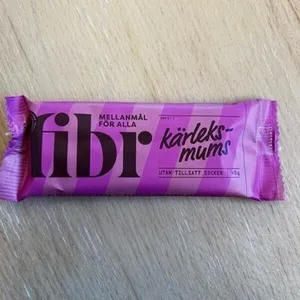 MELLANMÅL
FÖR ALLA
fibr
kärleks-
mums
UTAN TILLSATT SOCKER